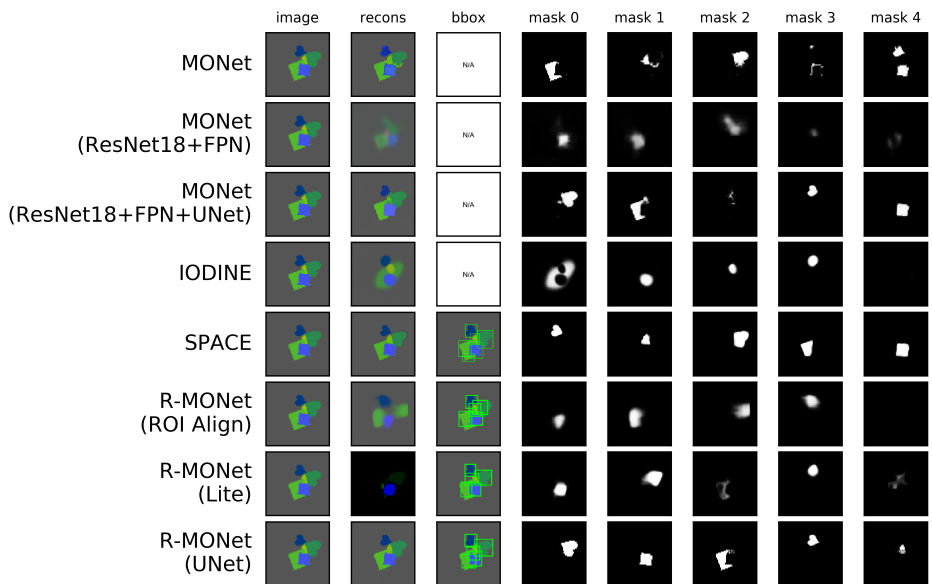 image recons bbox mask 0 mask 1 mask 2 mask 3 mask 4
MONet N/A
MONet
(ResNet18+FPN) N/A
MONet
(ResNet18+FPN+UNet) N/A
IODINE N/A
SPACE
R-MONet
(ROI Align)
R-MONet
(Lite)
R-MONet
(UNet)